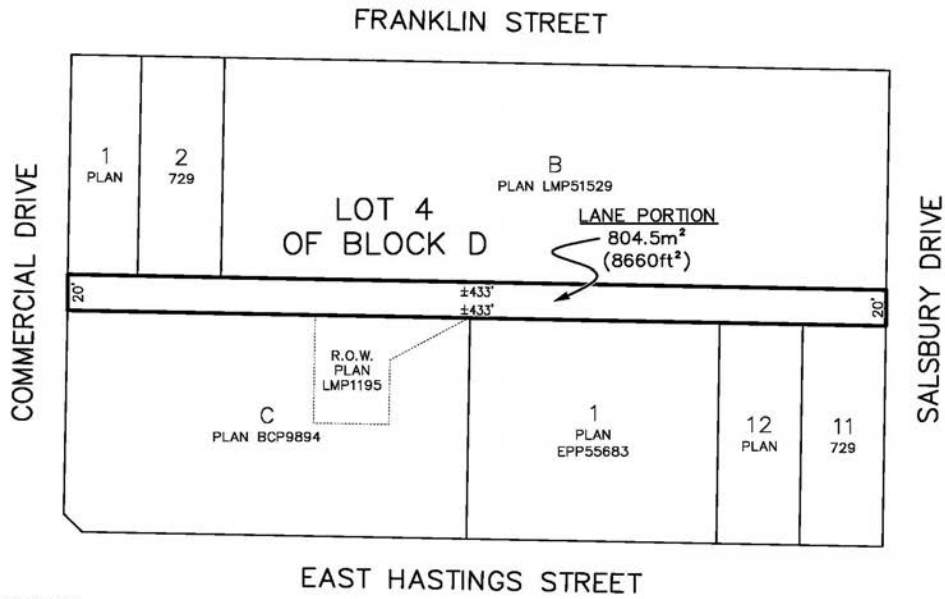 FRANKLIN STREET
COMMERCIAL DRIVE
SALSBURY DRIVE
1
PLAN
2
729
B
PLAN LMP51529
LOT 4
OF BLOCK D
LANE PORTION
804.5m²
(8660ft²)
20'
±433'
±433'
20'
R.O.W.
PLAN
LMP1195
C
PLAN BCP9894
1
PLAN
EPP55683
12
PLAN
11
729
EAST HASTINGS STREET